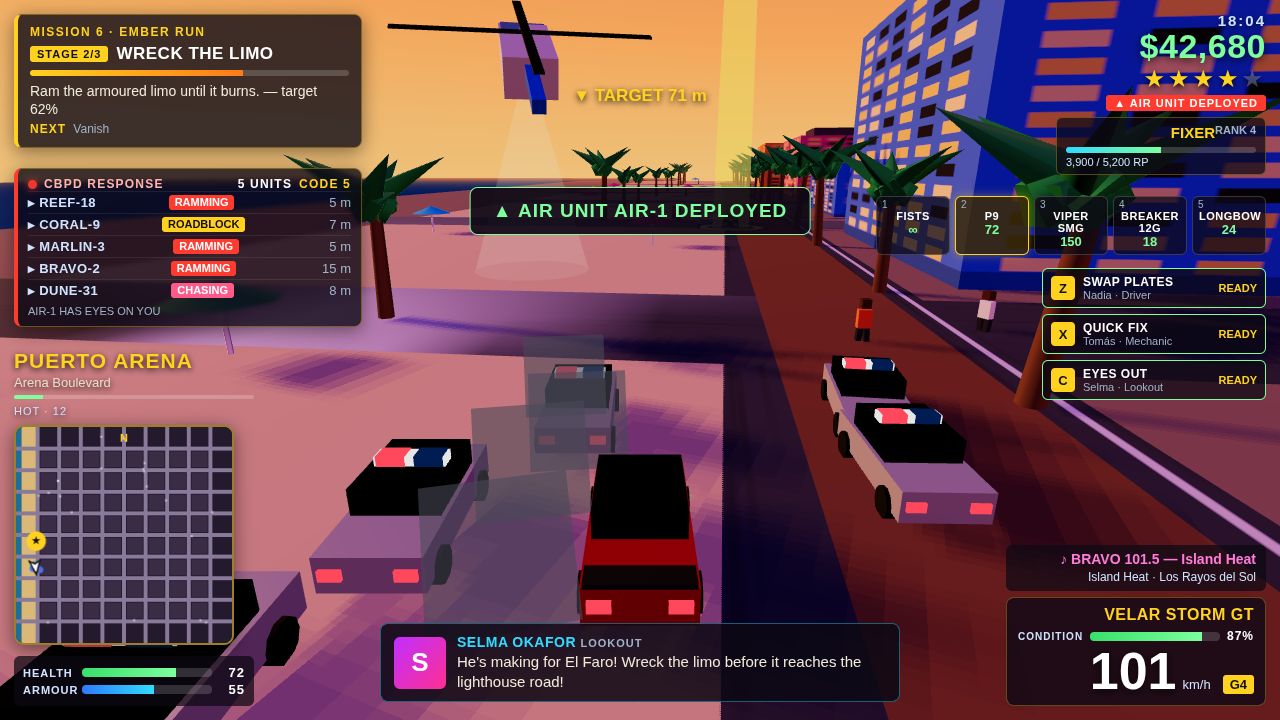 MISSION 6 · EMBER RUN
STAGE 2/3 WRECK THE LIMO
Ram the armoured limo until it burns. — target
62%
NEXT Vanish
CBPD RESPONSE 5 UNITS CODE 5
▸ REEF-18 RAMMING 5 m
▸ CORAL-9 ROADBLOCK 7 m
▸ MARLIN-3 RAMMING 5 m
▸ BRAVO-2 RAMMING 15 m
▸ DUNE-31 CHASING 8 m
AIR-1 HAS EYES ON YOU
PUERTO ARENA
Arena Boulevard
HOT · 12
N
HEALTH 72
ARMOUR 55
▼ TARGET 71 m
▲ AIR UNIT AIR-1 DEPLOYED
18:04
$42,680
★★★★★
▲ AIR UNIT DEPLOYED
FIXER RANK 4
3,900 / 5,200 RP
1 FISTS ∞
2 P9 72
3 VIPER SMG 150
4 BREAKER 12G 18
5 LONGBOW 24
Z SWAP PLATES READY
Nadia · Driver
X QUICK FIX READY
Tomás · Mechanic
C EYES OUT READY
Selma · Lookout
♪ BRAVO 101.5 — Island Heat
Island Heat · Los Rayos del Sol
VELAR STORM GT
CONDITION 87%
101 km/h G4
S
SELMA OKAFOR LOOKOUT
He's making for El Faro! Wreck the limo before it reaches the
lighthouse road!